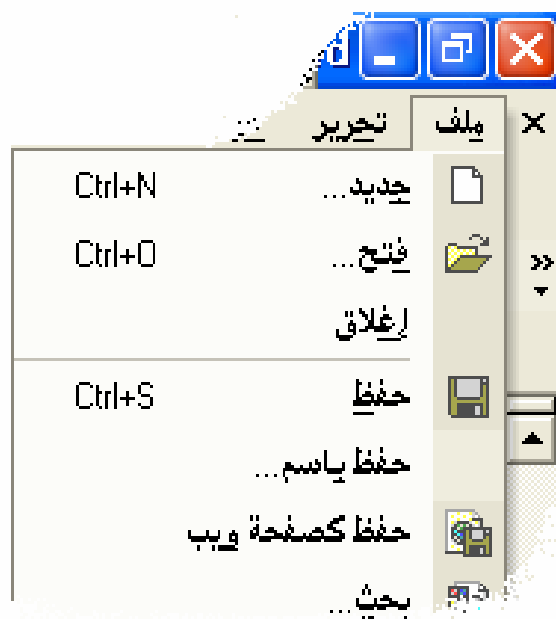 d
ملف تحرير
جديد... Ctrl+N
فتح... Ctrl+O
إغلاق
حفظ Ctrl+S
حفظ باسم...
حفظ كصفحة ويب
بحث...